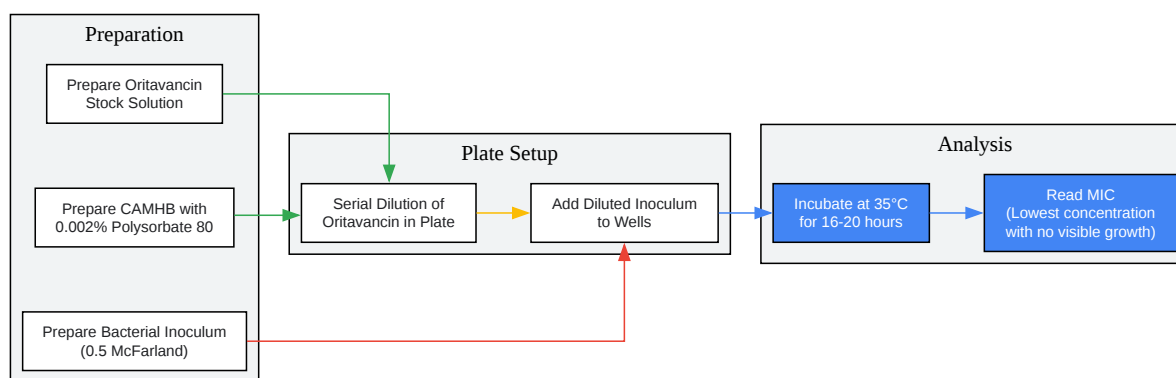 Preparation
Prepare Oritavancin
Stock Solution
Prepare CAMHB with
0.002% Polysorbate 80
Prepare Bacterial Inoculum
(0.5 McFarland)
Plate Setup
Serial Dilution of
Oritavancin in Plate
Add Diluted Inoculum
to Wells
Analysis
Incubate at 35°C
for 16-20 hours
Read MIC
(Lowest concentration
with no visible growth)